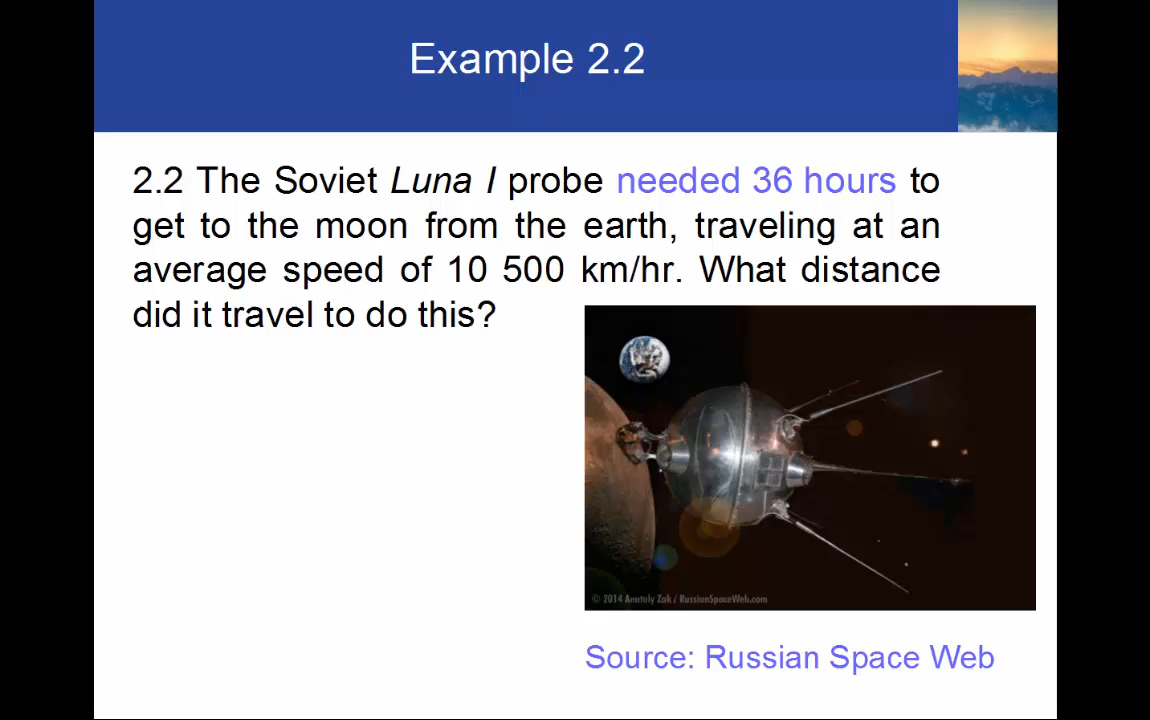 Example 2.2
2.2 The Soviet Luna I probe needed 36 hours to
get to the moon from the earth, traveling at an
average speed of 10 500 km/hr. What distance
did it travel to do this?
© 2014 Anatoly Zak / RussianSpaceWeb.com
Source: Russian Space Web